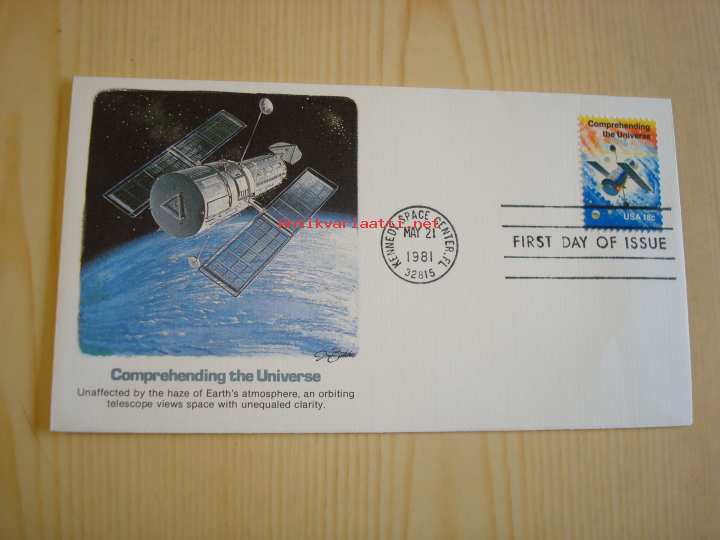 Comprehending
the Universe
USA 18c
KENNEDY SPACE CENTER, FL
MAY 21
1981
32815
FIRST DAY OF ISSUE
antikvariaatti.net
Comprehending the Universe
Unaffected by the haze of Earth's atmosphere, an orbiting
telescope views space with unequaled clarity.